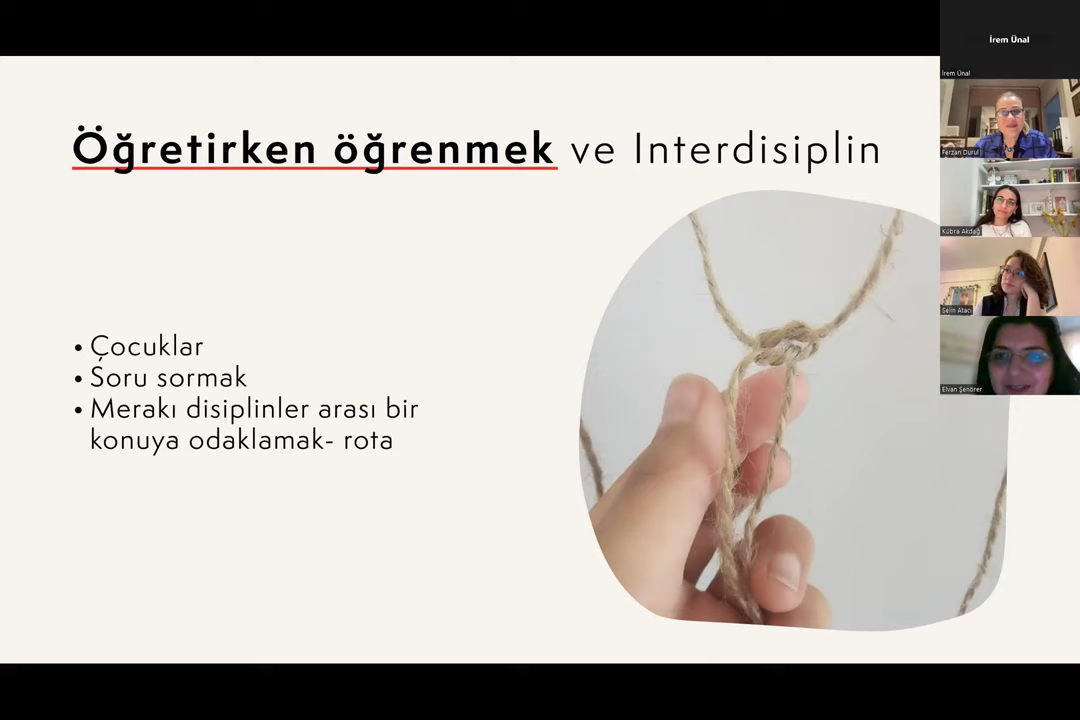 Öğretirken öğrenmek ve Interdisiplin
• Çocuklar
• Soru sormak
• Merakı disiplinler arası bir
konuya odaklamak- rota
İrem Ünal
İrem Ünal
Ferzan Durul
Kübra Akdağ
Selin Atacı
Elvan Şenörer